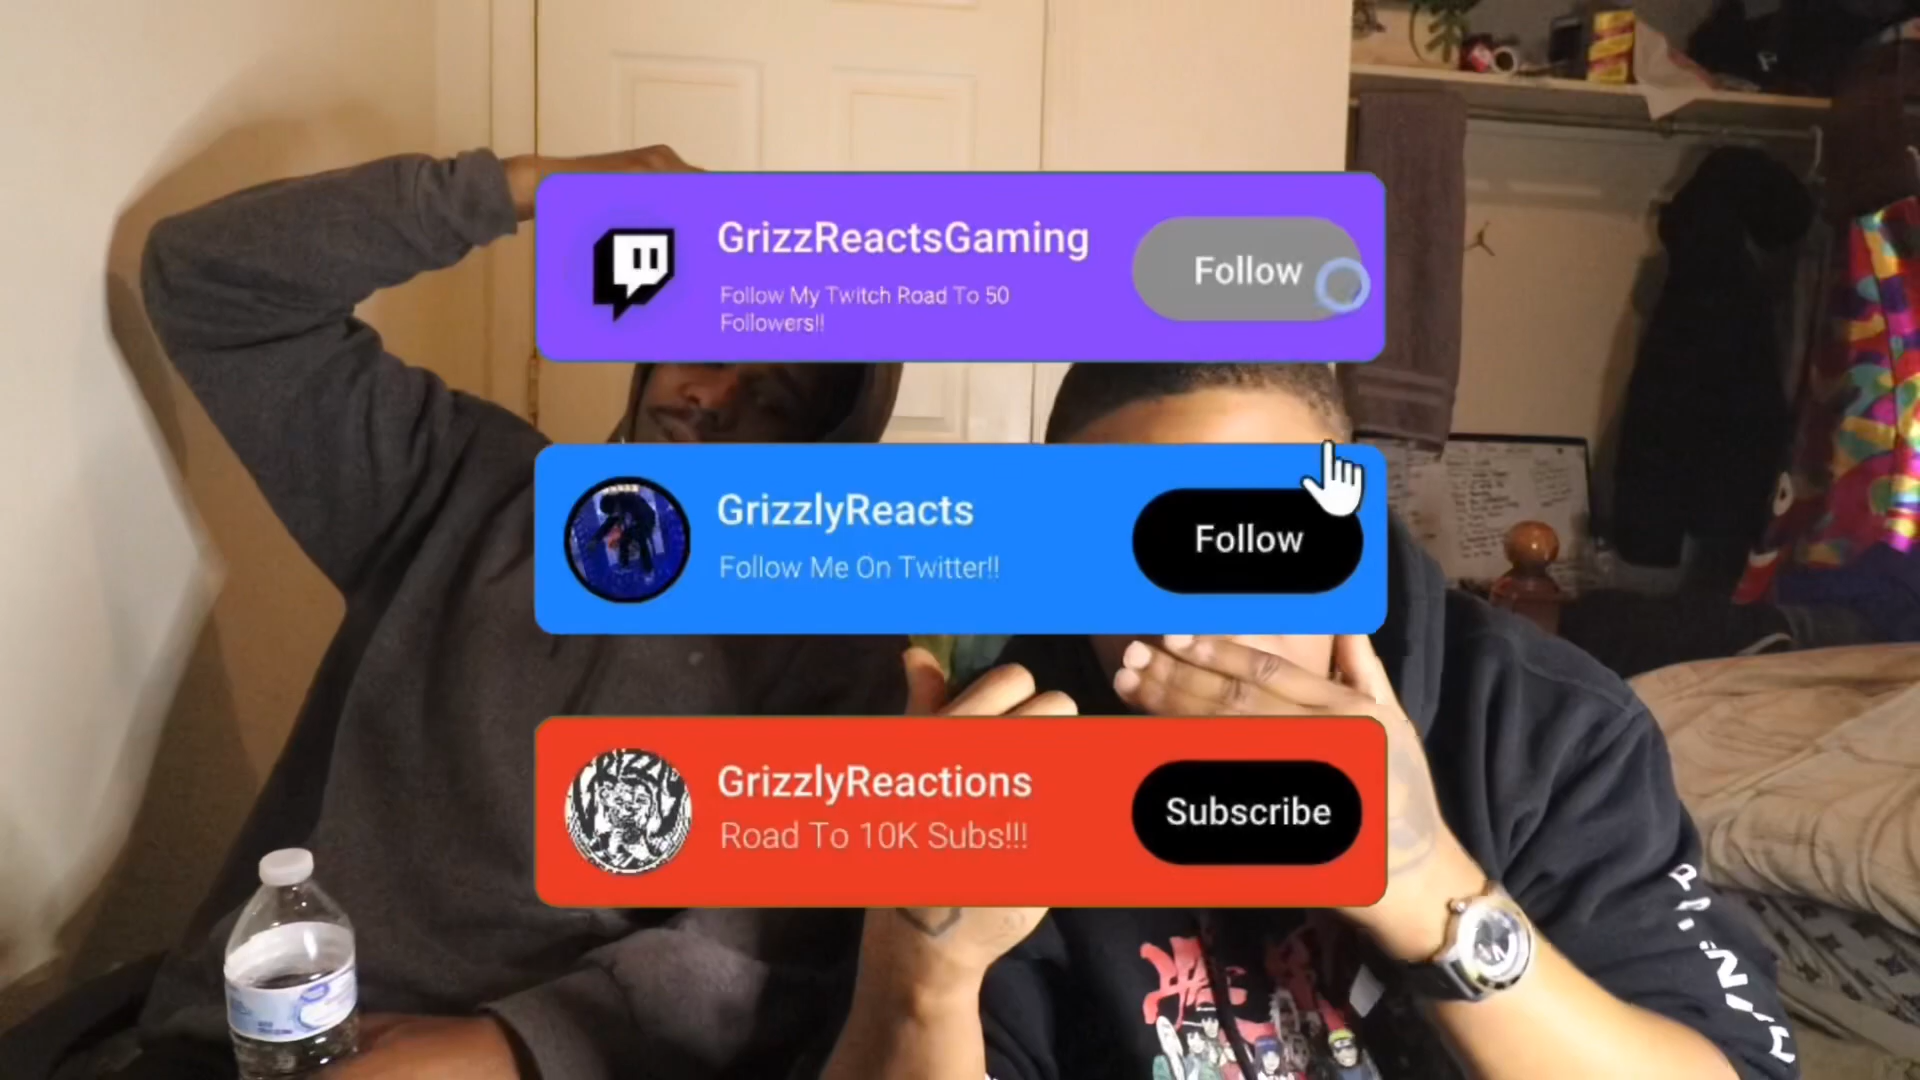 GrizzReactsGaming
Follow My Twitch Road To 50
Followers!!
Follow
GrizzlyReacts
Follow Me On Twitter!!
Follow
GrizzlyReactions
Road To 10K Subs!!!
Subscribe